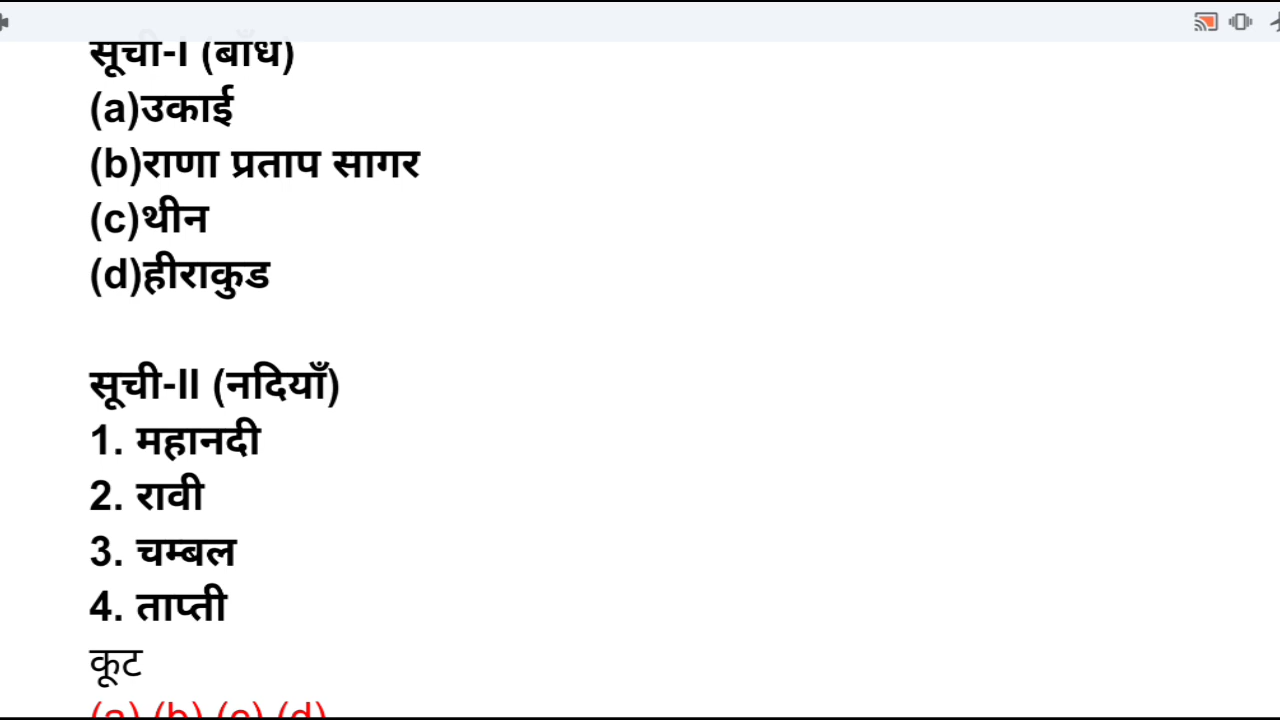 सूची-I (बाँध)
(a)उकाई
(b)राणा प्रताप सागर
(c)थीन
(d)हीराकुड
सूची-II (नदियाँ)
1. महानदी
2. रावी
3. चम्बल
4. ताप्ती
कूट
(a) (b) (c) (d)